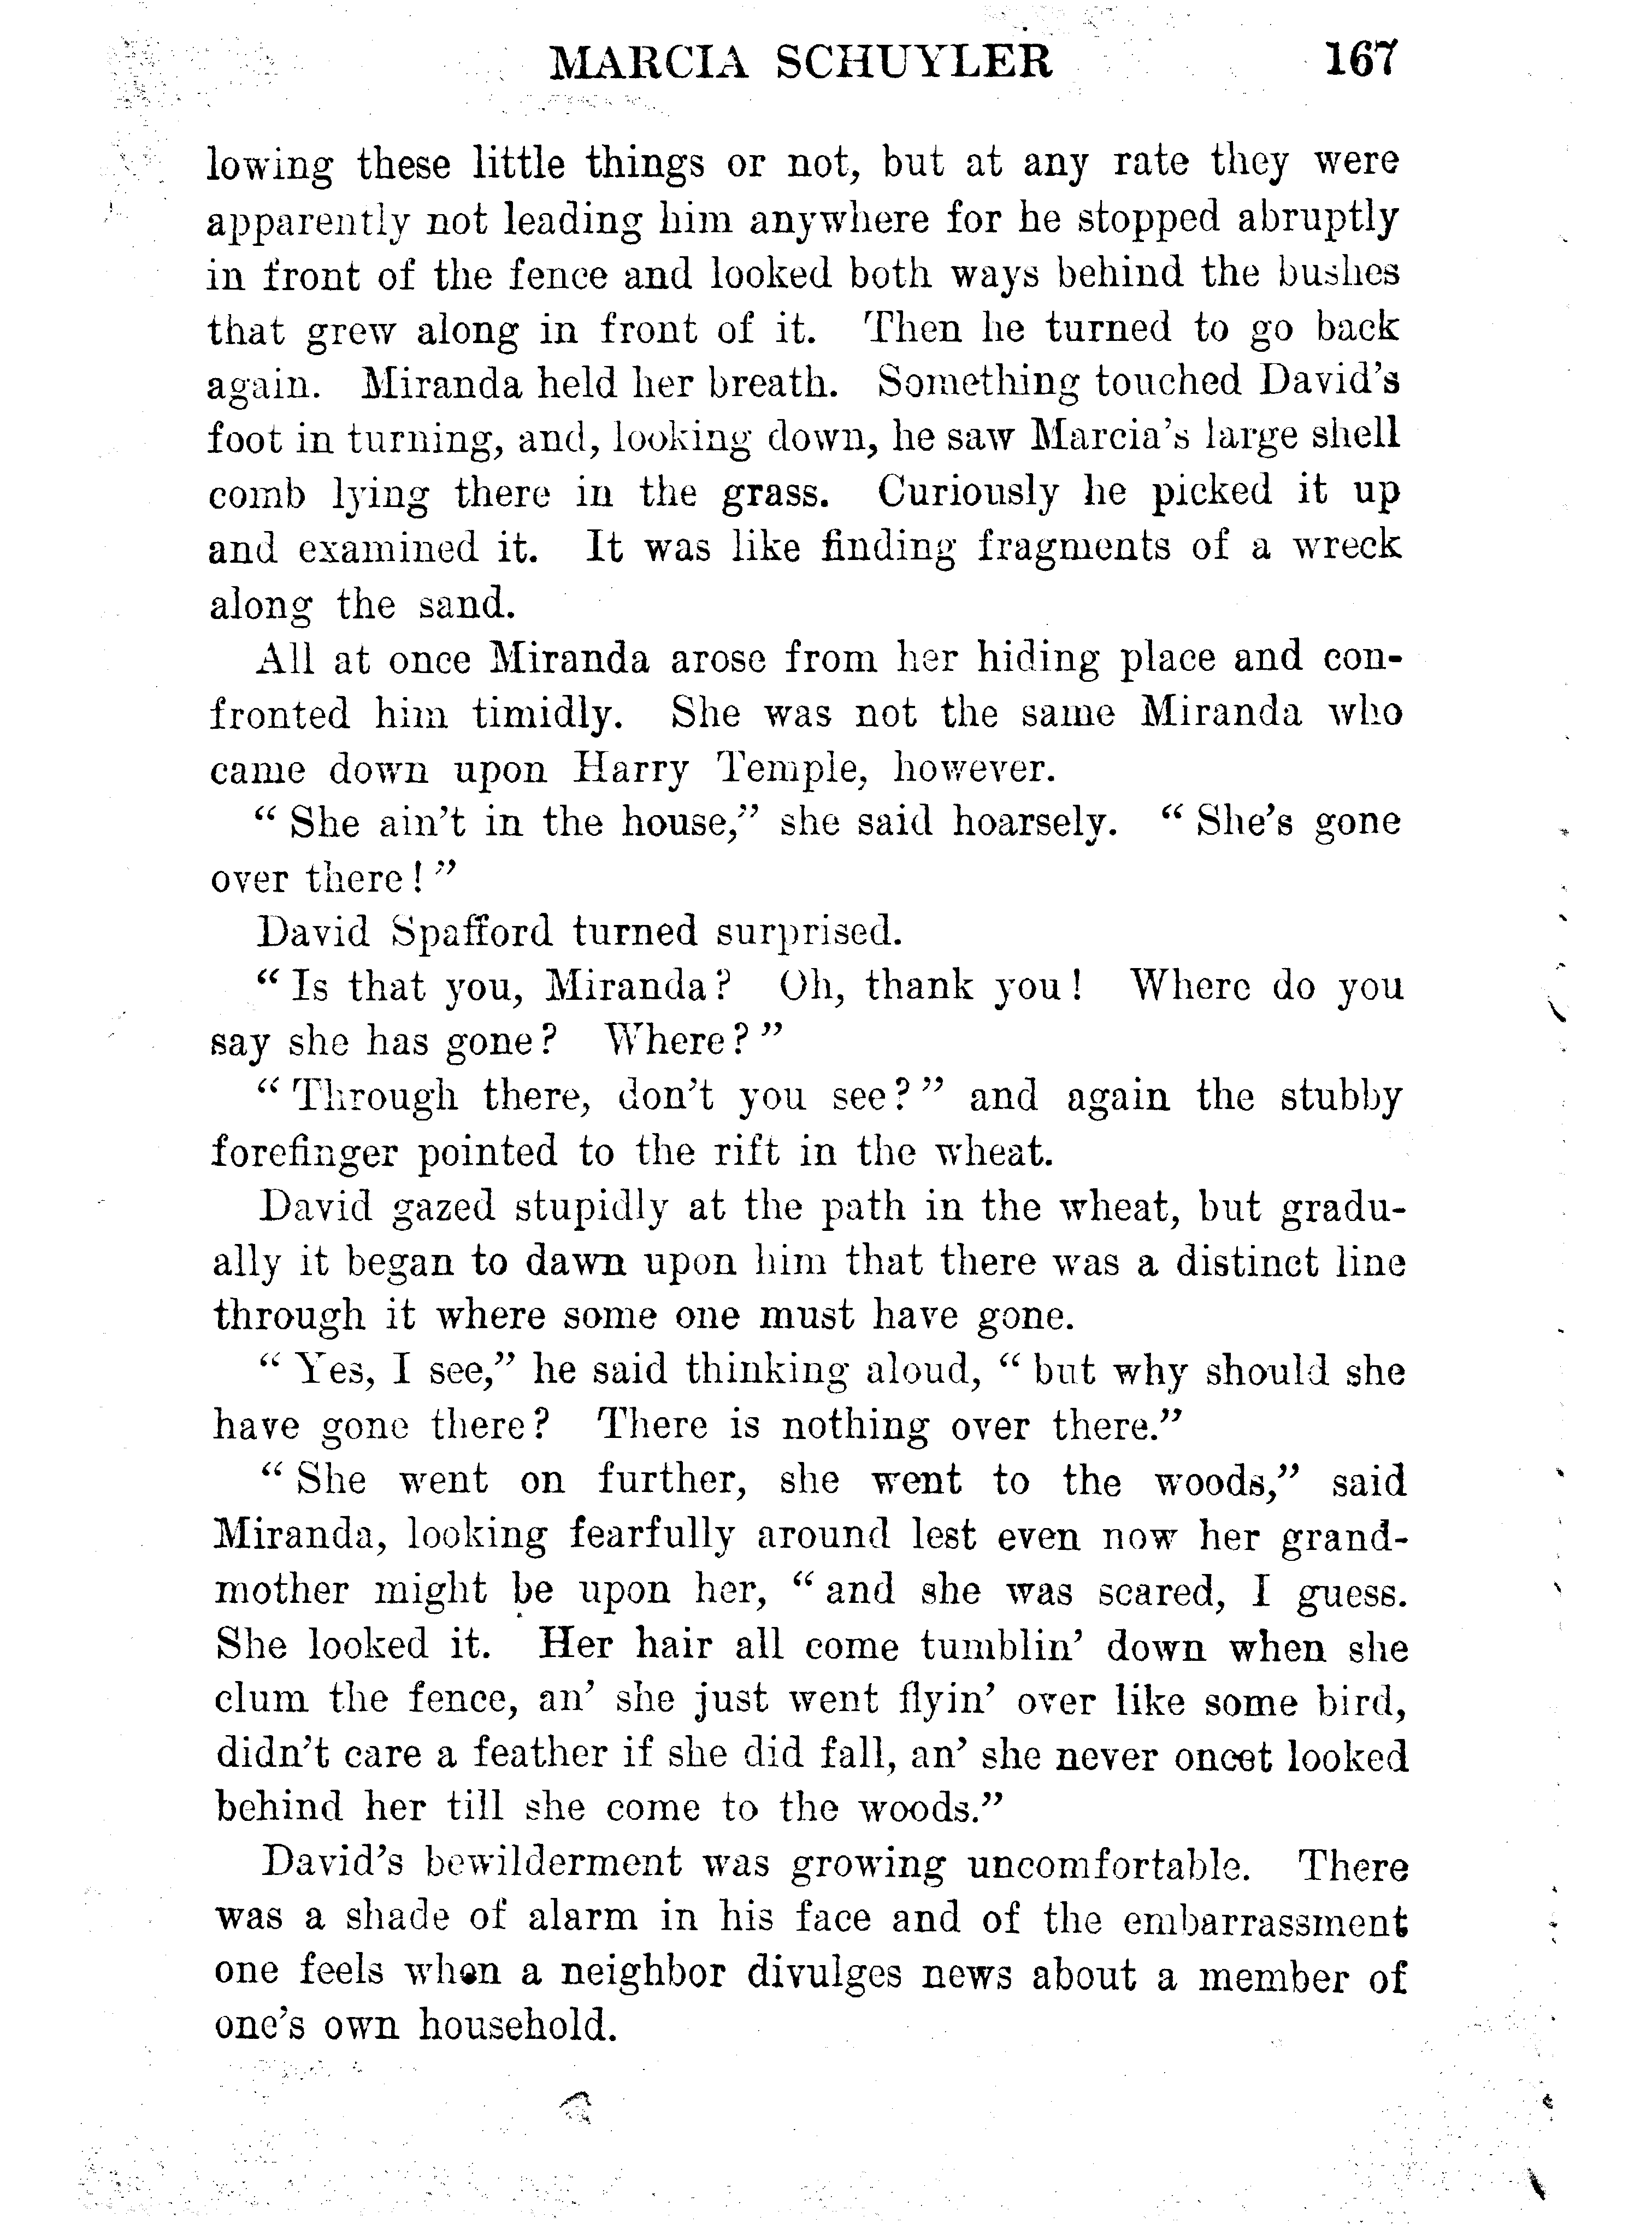 MARCIA SCHUYLER 167
lowing these little things or not, but at any rate they were
apparently not leading him anywhere for he stopped abruptly
in front of the fence and looked both ways behind the bushes
that grew along in front of it. Then he turned to go back
again. Miranda held her breath. Something touched David's
foot in turning, and, looking down, he saw Marcia's large shell
comb lying there in the grass. Curiously he picked it up
and examined it. It was like finding fragments of a wreck
along the sand.
All at once Miranda arose from her hiding place and con-
fronted him timidly. She was not the same Miranda who
came down upon Harry Temple, however.
“ She ain't in the house,” she said hoarsely. “ She's gone
over there ! ”
David Spafford turned surprised.
“ Is that you, Miranda ? Oh, thank you ! Where do you
say she has gone ? Where ? ”
“ Through there, don't you see ? ” and again the stubby
forefinger pointed to the rift in the wheat.
David gazed stupidly at the path in the wheat, but gradu-
ally it began to dawn upon him that there was a distinct line
through it where some one must have gone.
“ Yes, I see,” he said thinking aloud, “ but why should she
have gone there ? There is nothing over there.”
“ She went on further, she went to the woods,” said
Miranda, looking fearfully around lest even now her grand-
mother might be upon her, “ and she was scared, I guess.
She looked it. Her hair all come tumblin' down when she
clum the fence, an' she just went flyin' over like some bird,
didn't care a feather if she did fall, an' she never oncet looked
behind her till she come to the woods.”
David's bewilderment was growing uncomfortable. There
was a shade of alarm in his face and of the embarrassment
one feels when a neighbor divulges news about a member of
one's own household.